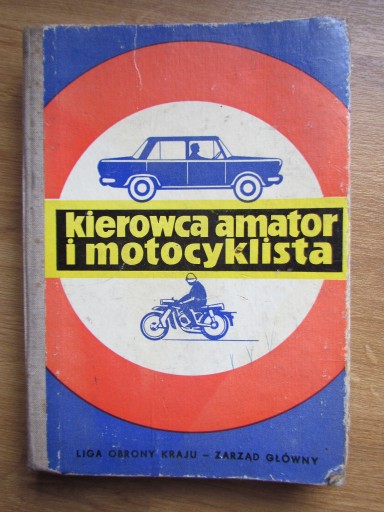 kierowca amator
i motocyklista
LIGA OBRONY KRAJU – ZARZĄD GŁÓWNY